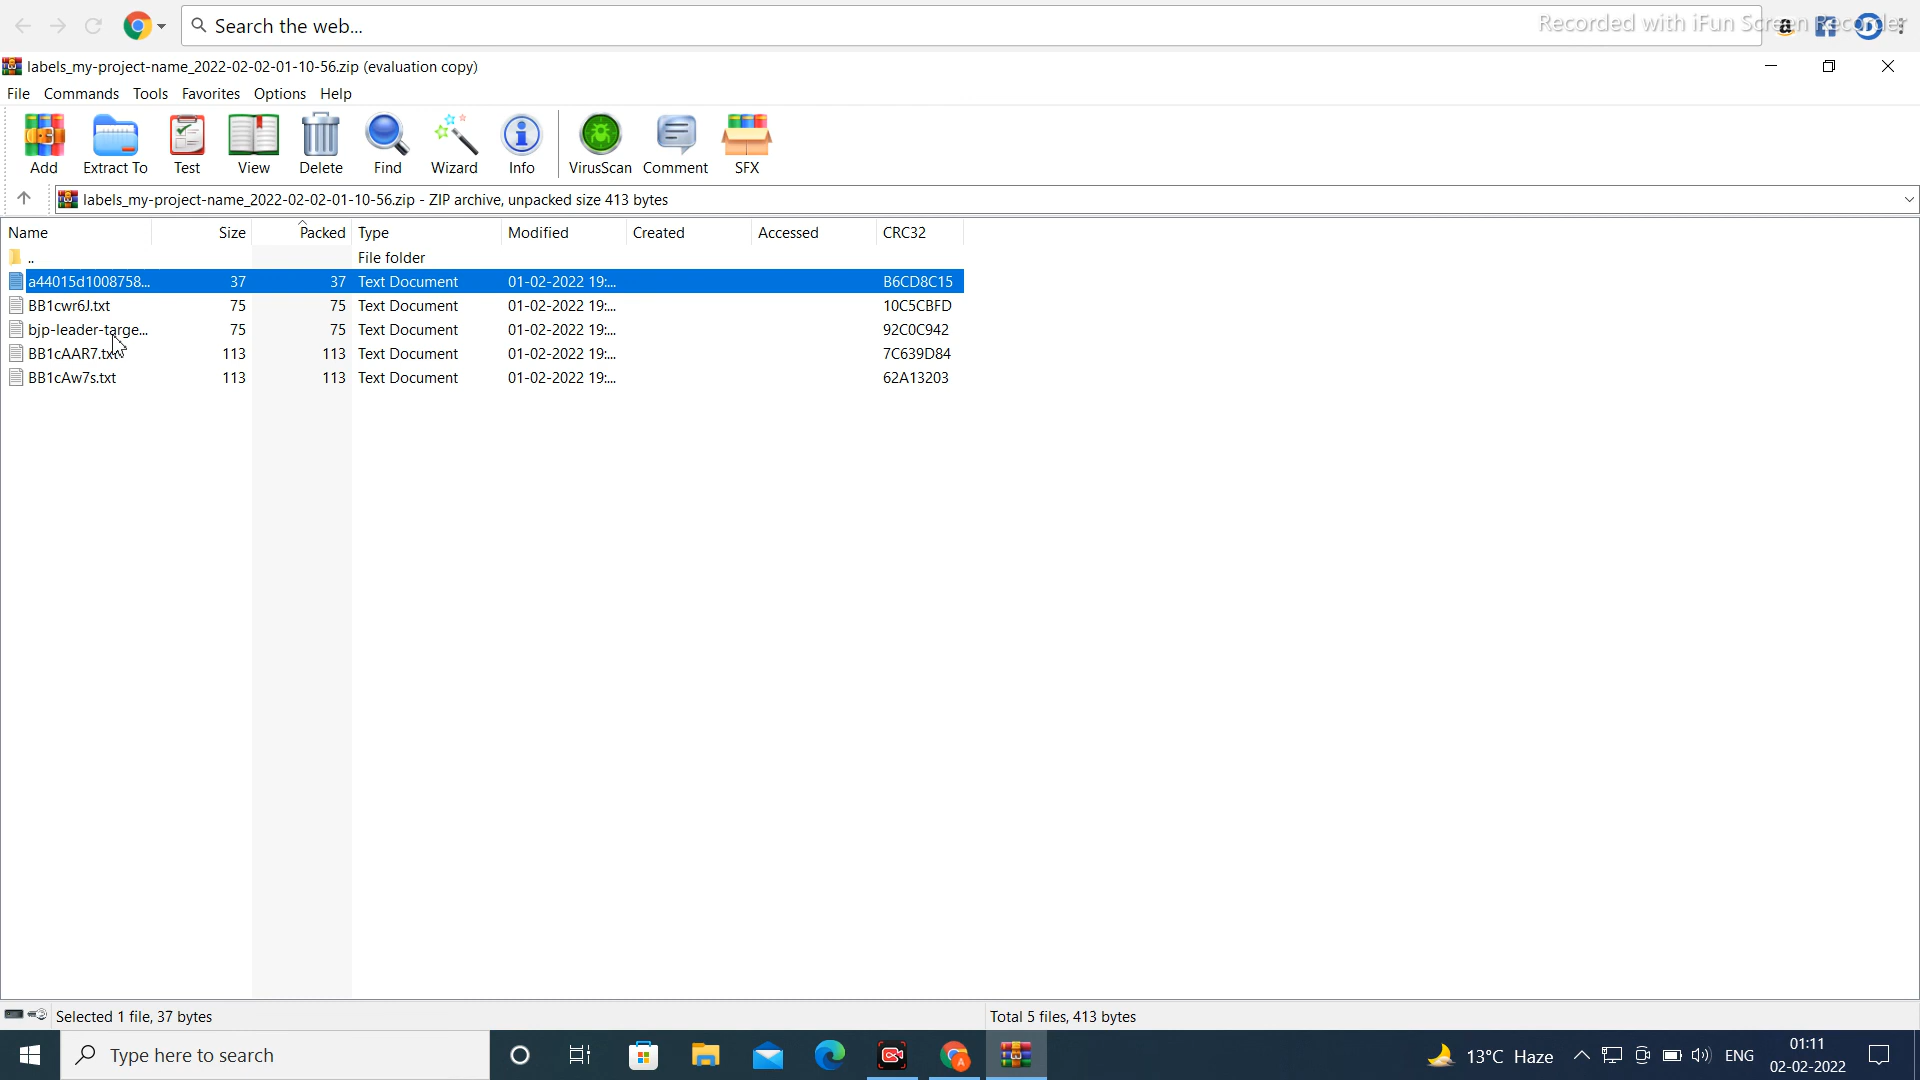 Search the web...
Recorded with iFun Screen Recorder
labels_my-project-name_2022-02-02-01-10-56.zip (evaluation copy)
File Commands Tools Favorites Options Help
Add Extract To Test View Delete Find Wizard Info VirusScan Comment SFX
labels_my-project-name_2022-02-02-01-10-56.zip - ZIP archive, unpacked size 413 bytes
Name Size Packed Type Modified Created Accessed CRC32
.. File folder
a44015d1008758... 37 37 Text Document 01-02-2022 19:... B6CD8C15
BB1cwr6J.txt 75 75 Text Document 01-02-2022 19:... 10C5CBFD
bjp-leader-targe... 75 75 Text Document 01-02-2022 19:... 92C0C942
BB1cAAR7.txt 113 113 Text Document 01-02-2022 19:... 7C639D84
BB1cAw7s.txt 113 113 Text Document 01-02-2022 19:... 62A13203
Selected 1 file, 37 bytes Total 5 files, 413 bytes
Type here to search 13°C Haze ENG 01:11
02-02-2022